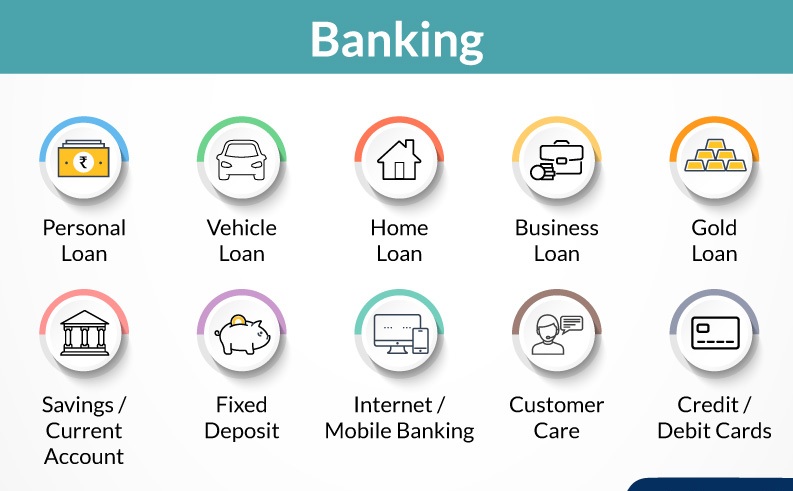 Banking
₹
Personal
Loan
Vehicle
Loan
Home
Loan
Business
Loan
Gold
Loan
Savings /
Current
Account
Fixed
Deposit
Internet /
Mobile Banking
Customer
Care
Credit /
Debit Cards